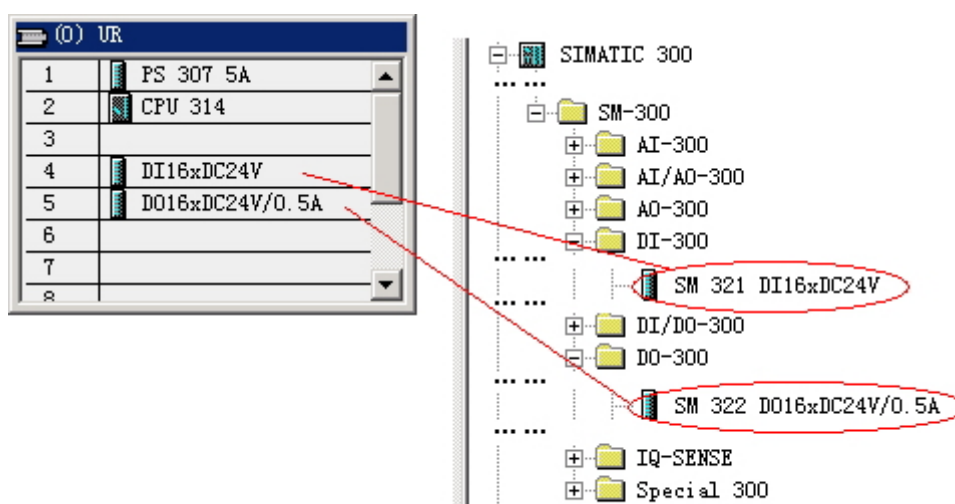 (0) UR
1 PS 307 5A
2 CPU 314
3
4 DI16xDC24V
5 DO16xDC24V/0.5A
6
7
8
SIMATIC 300
... ...
SM-300
AI-300
AI/AO-300
AO-300
DI-300
... ...
SM 321 DI16xDC24V
... ...
DI/DO-300
DO-300
... ...
SM 322 DO16xDC24V/0.5A
... ...
IQ-SENSE
Special 300